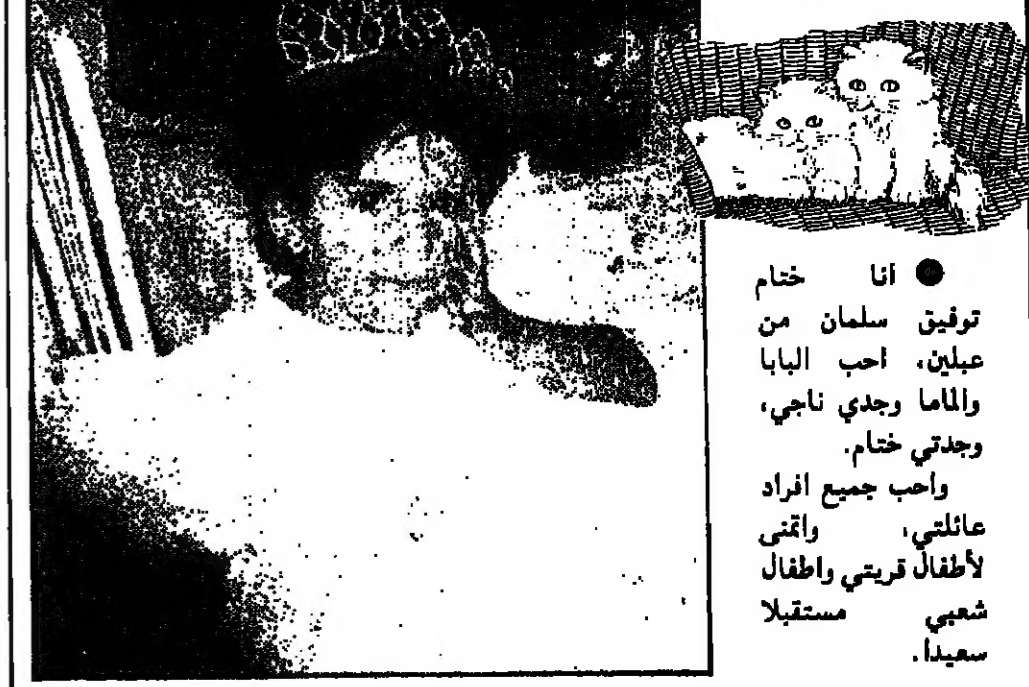 ● انا ختام
توفيق سلمان من
عبلين، احب البابا
والماما وجدي ناجي،
وجدتي ختام.
واحب جميع افراد
عائلتي، واتمنى
لأطفال قريتي واطفال
شعبي مستقبلا
سعيدا.